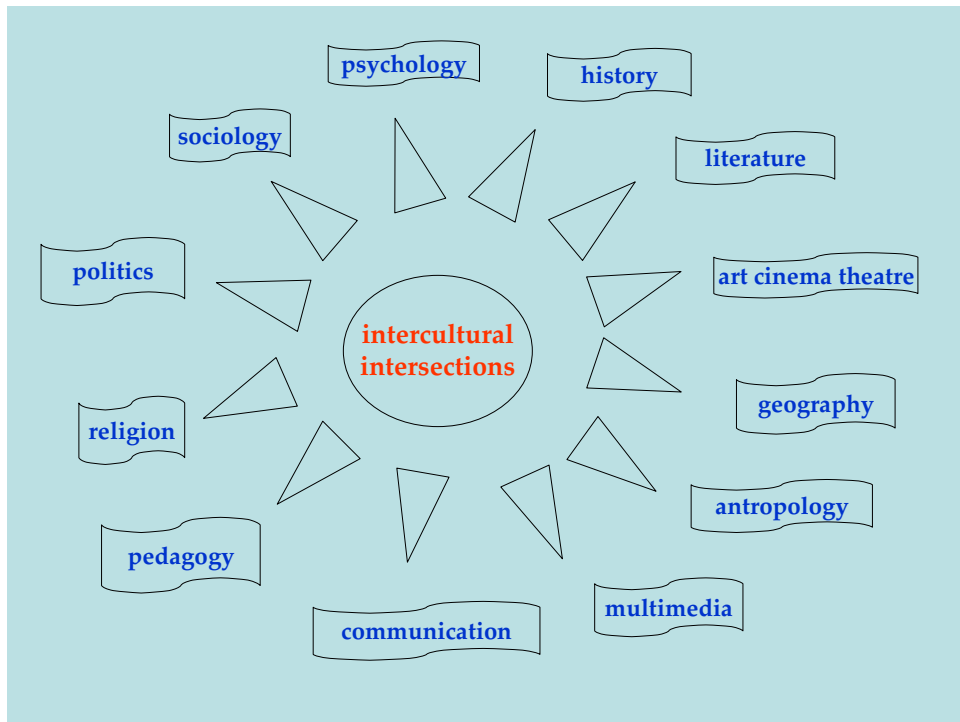 psychology
history
sociology
literature
politics
art cinema theatre
intercultural
intersections
geography
religion
antropology
pedagogy
multimedia
communication